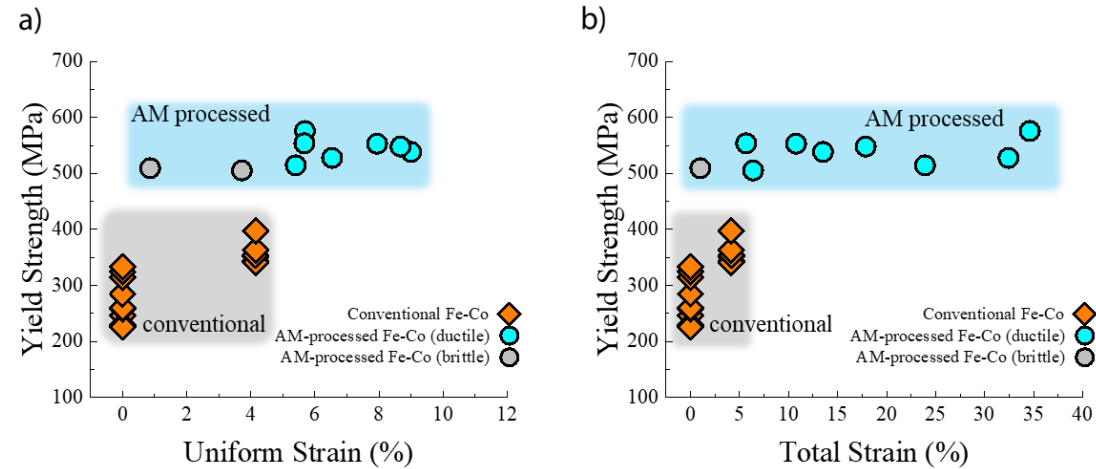 a)
700
600
500
400
300
200
100
Yield Strength (MPa)
AM processed
conventional
Conventional Fe-Co
AM-processed Fe-Co (ductile)
AM-processed Fe-Co (brittle)
0 2 4 6 8 10 12
Uniform Strain (%)
b)
700
600
500
400
300
200
100
Yield Strength (MPa)
AM processed
conventional
Conventional Fe-Co
AM-processed Fe-Co (ductile)
AM-processed Fe-Co (brittle)
0 5 10 15 20 25 30 35 40
Total Strain (%)